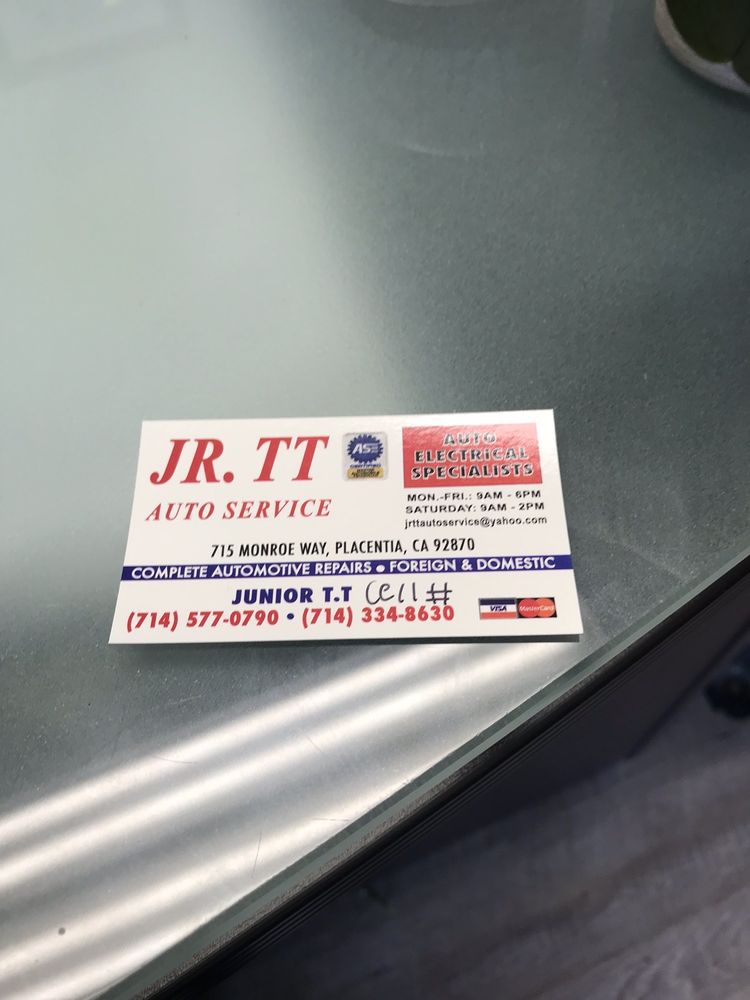 JR. TT
AUTO SERVICE
ASE
CERTIFIED
AUTO
ELECTRICAL
SPECIALISTS
MON.-FRI.: 9AM - 6PM
SATURDAY: 9AM - 2PM
jrttautoservice@yahoo.com
715 MONROE WAY, PLACENTIA, CA 92870
COMPLETE AUTOMOTIVE REPAIRS • FOREIGN & DOMESTIC
JUNIOR T.T Cell #
(714) 577-0790 • (714) 334-8630
VISA MasterCard